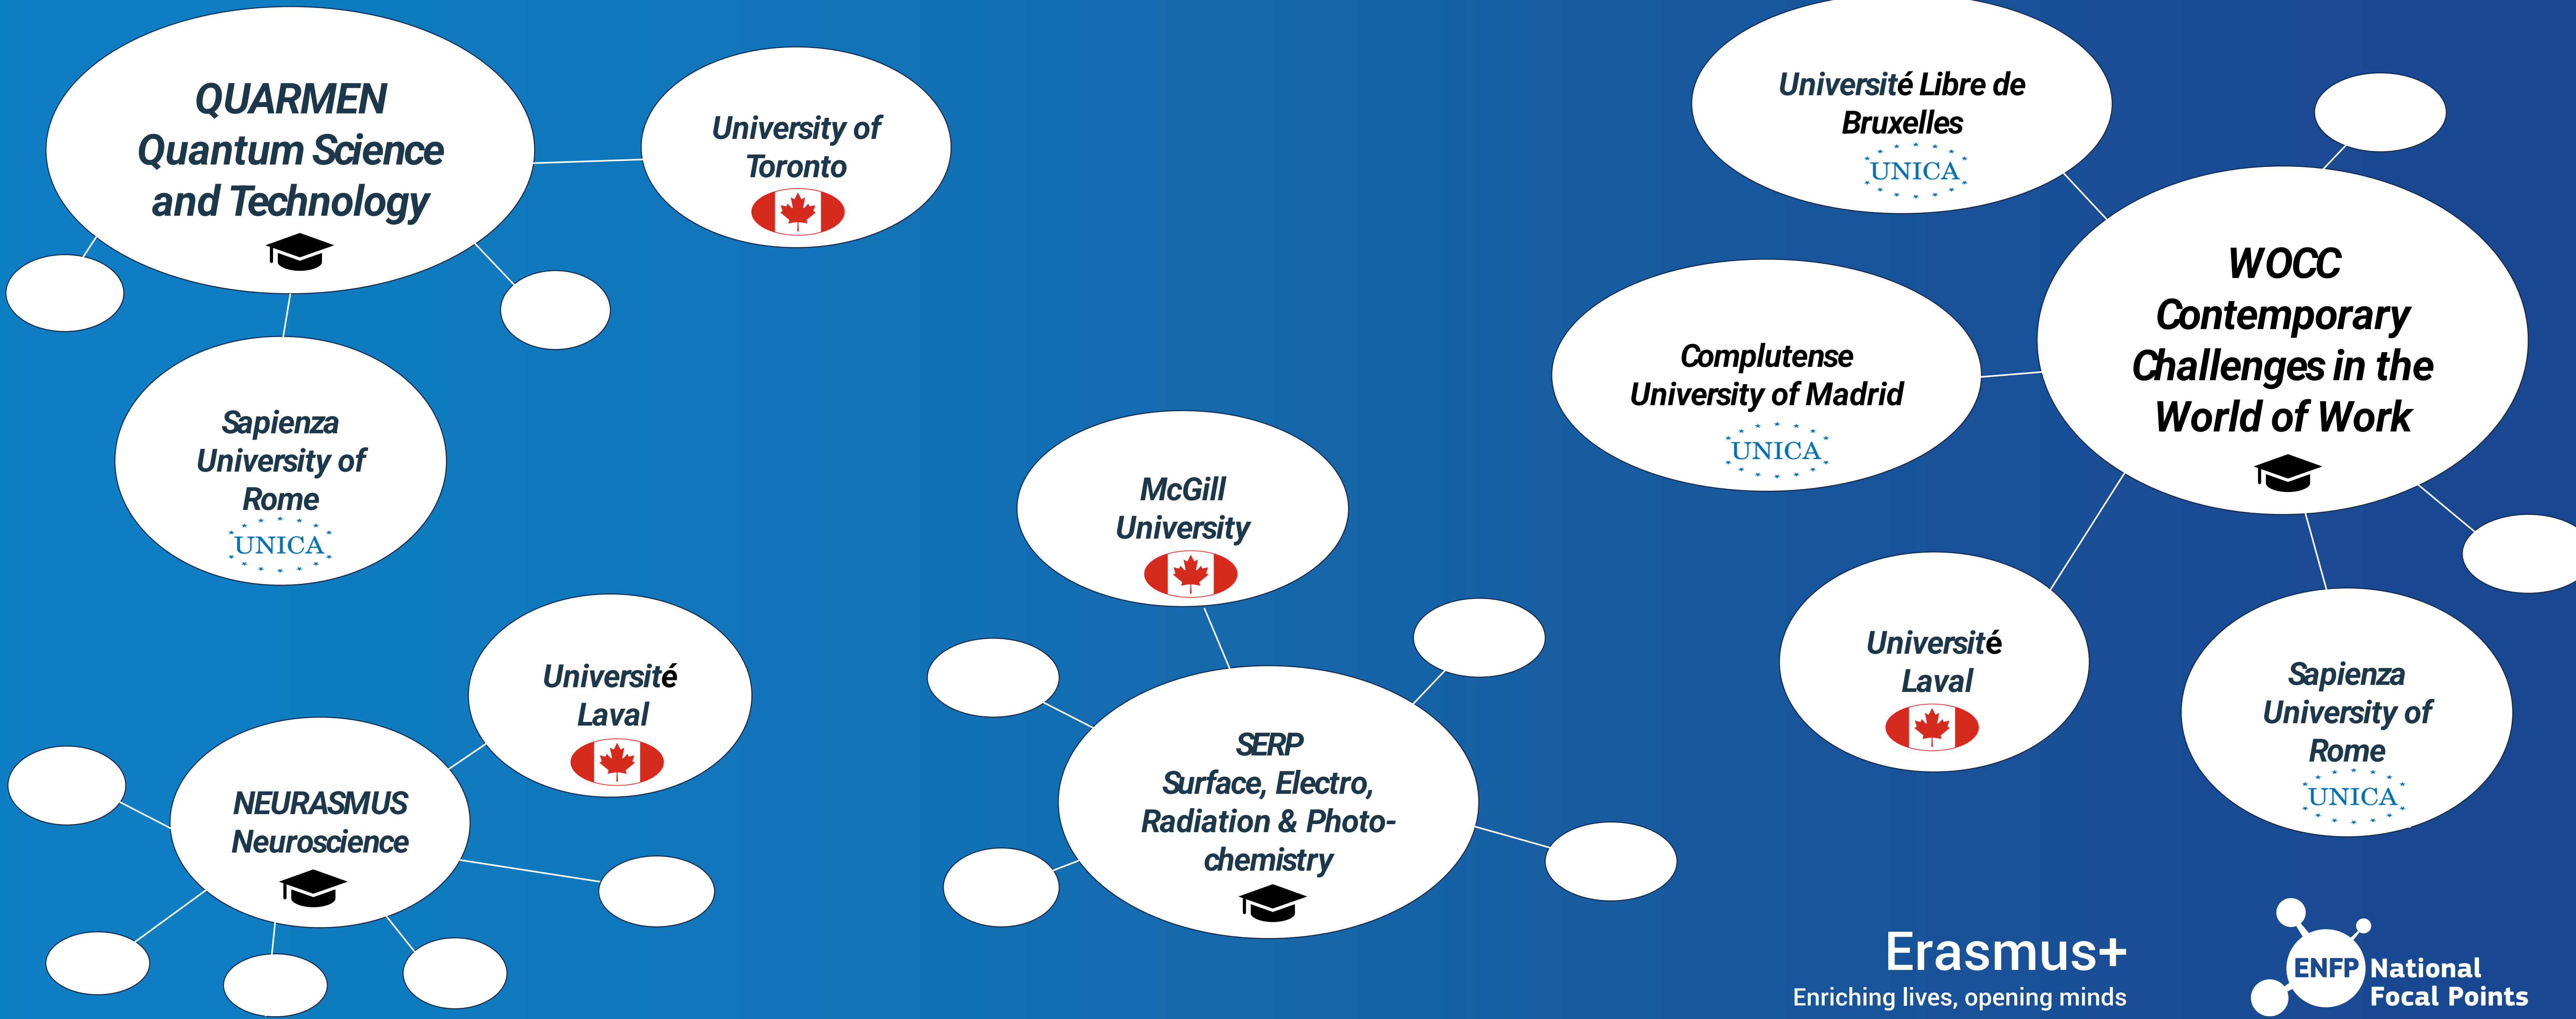 QUARMEN
Quantum Science
and Technology
University of
Toronto
Sapienza
University of
Rome
UNICA
Université
Laval
NEURASMUS
Neuroscience
McGill
University
SERP
Surface, Electro,
Radiation & Photo-
chemistry
Université Libre de
Bruxelles
UNICA
Complutense
University of Madrid
UNICA
WOCC
Contemporary
Challenges in the
World of Work
Université
Laval
Sapienza
University of
Rome
UNICA
Erasmus+
Enriching lives, opening minds
ENFP National
Focal Points